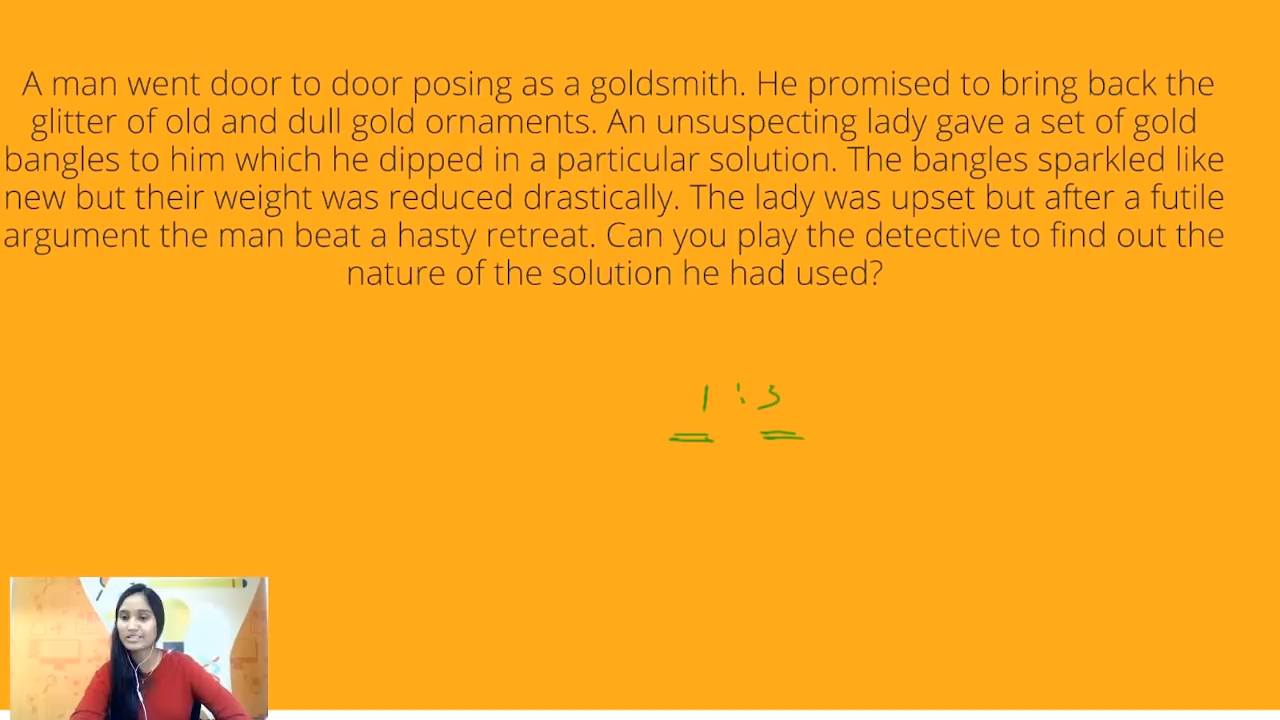 A man went door to door posing as a goldsmith. He promised to bring back the
glitter of old and dull gold ornaments. An unsuspecting lady gave a set of gold
bangles to him which he dipped in a particular solution. The bangles sparkled like
new but their weight was reduced drastically. The lady was upset but after a futile
argument the man beat a hasty retreat. Can you play the detective to find out the
nature of the solution he had used?
1 : 3